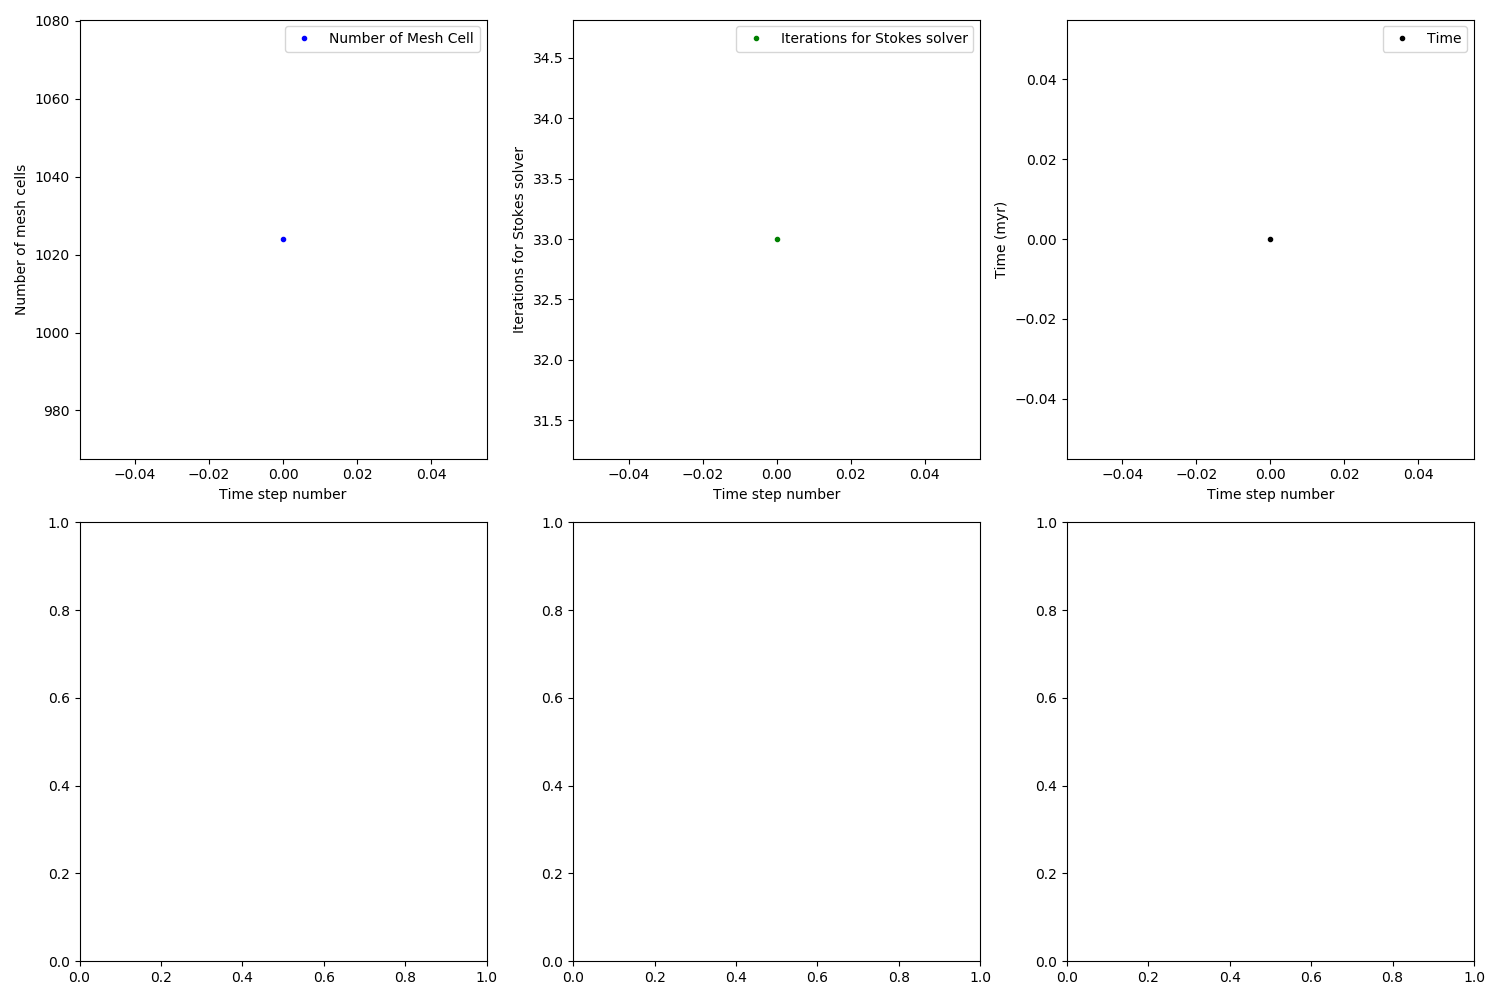 1080
1060
1040
1020
1000
980
Number of mesh cells
Number of Mesh Cell
−0.04 −0.02 0.00 0.02 0.04
Time step number
34.5
34.0
33.5
33.0
32.5
32.0
31.5
Iterations for Stokes solver
Iterations for Stokes solver
−0.04 −0.02 0.00 0.02 0.04
Time step number
0.04
0.02
0.00
−0.02
−0.04
Time (myr)
Time
−0.04 −0.02 0.00 0.02 0.04
Time step number
1.0
0.8
0.6
0.4
0.2
0.0
0.0 0.2 0.4 0.6 0.8 1.0
1.0
0.8
0.6
0.4
0.2
0.0
0.0 0.2 0.4 0.6 0.8 1.0
1.0
0.8
0.6
0.4
0.2
0.0
0.0 0.2 0.4 0.6 0.8 1.0